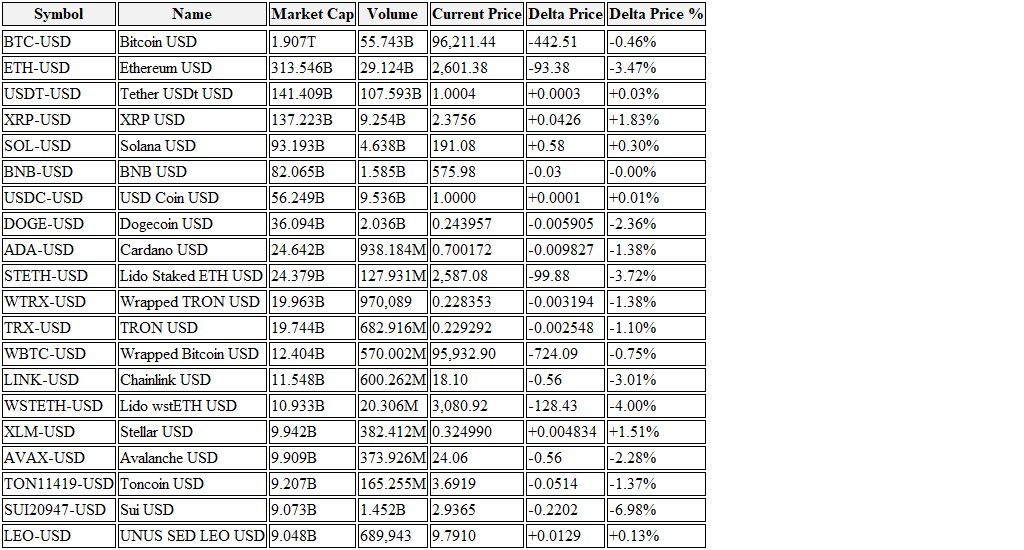 Symbol Name Market Cap Volume Current Price Delta Price Delta Price %
BTC-USD Bitcoin USD 1.907T 55.743B 96,211.44 -442.51 -0.46%
ETH-USD Ethereum USD 313.546B 29.124B 2,601.38 -93.38 -3.47%
USDT-USD Tether USDt USD 141.409B 107.593B 1.0004 +0.0003 +0.03%
XRP-USD XRP USD 137.223B 9.254B 2.3756 +0.0426 +1.83%
SOL-USD Solana USD 93.193B 4.638B 191.08 +0.58 +0.30%
BNB-USD BNB USD 82.065B 1.585B 575.98 -0.03 -0.00%
USDC-USD USD Coin USD 56.249B 9.536B 1.0000 +0.0001 +0.01%
DOGE-USD Dogecoin USD 36.094B 2.036B 0.243957 -0.005905 -2.36%
ADA-USD Cardano USD 24.642B 938.184M 0.700172 -0.009827 -1.38%
STETH-USD Lido Staked ETH USD 24.379B 127.931M 2,587.08 -99.88 -3.72%
WTRX-USD Wrapped TRON USD 19.963B 970,089 0.228353 -0.003194 -1.38%
TRX-USD TRON USD 19.744B 682.916M 0.229292 -0.002548 -1.10%
WBTC-USD Wrapped Bitcoin USD 12.404B 570.002M 95,932.90 -724.09 -0.75%
LINK-USD Chainlink USD 11.548B 600.262M 18.10 -0.56 -3.01%
WSTETH-USD Lido wstETH USD 10.933B 20.306M 3,080.92 -128.43 -4.00%
XLM-USD Stellar USD 9.942B 382.412M 0.324990 +0.004834 +1.51%
AVAX-USD Avalanche USD 9.909B 373.926M 24.06 -0.56 -2.28%
TON11419-USD Toncoin USD 9.207B 165.255M 3.6919 -0.0514 -1.37%
SUI20947-USD Sui USD 9.073B 1.452B 2.9365 -0.2202 -6.98%
LEO-USD UNUS SED LEO USD 9.048B 689,943 9.7910 +0.0129 +0.13%